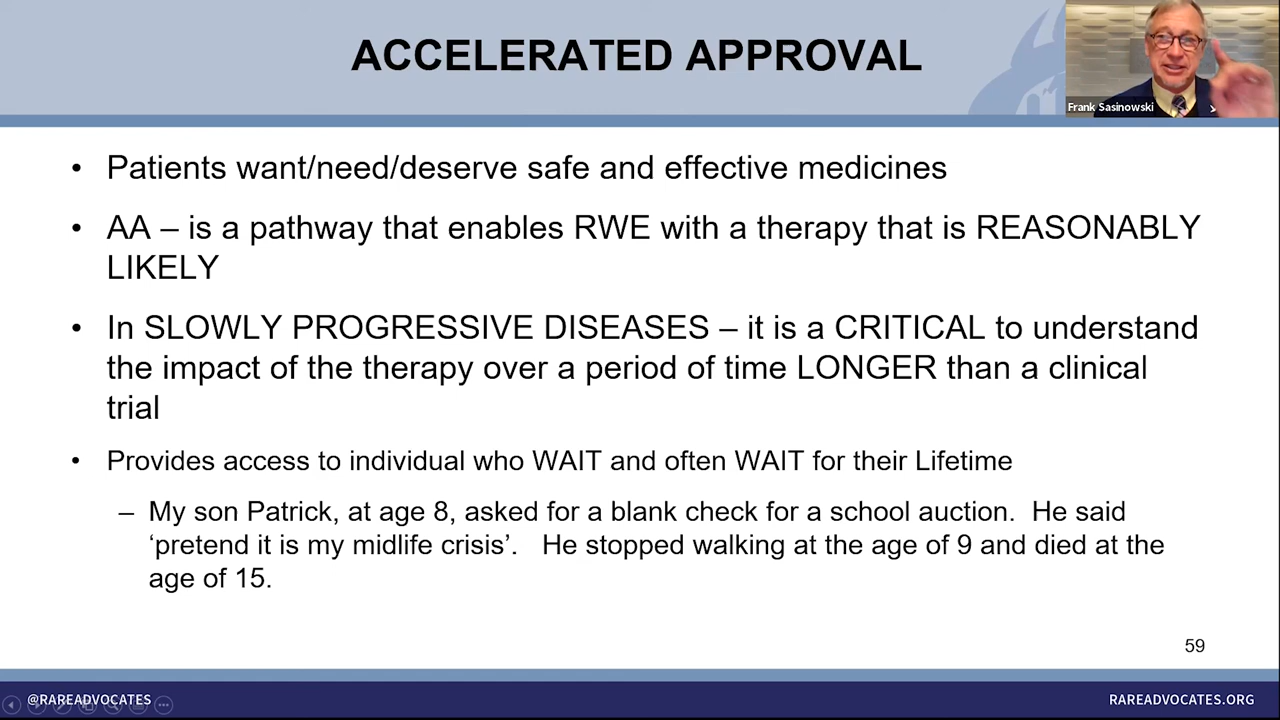 ACCELERATED APPROVAL
Frank Sasinowski
• Patients want/need/deserve safe and effective medicines
• AA – is a pathway that enables RWE with a therapy that is REASONABLY
LIKELY
• In SLOWLY PROGRESSIVE DISEASES – it is a CRITICAL to understand
the impact of the therapy over a period of time LONGER than a clinical
trial
• Provides access to individual who WAIT and often WAIT for their Lifetime
– My son Patrick, at age 8, asked for a blank check for a school auction.  He said
‘pretend it is my midlife crisis’.   He stopped walking at the age of 9 and died at the
age of 15.
59
@RAREADVOCATES
RAREADVOCATES.ORG